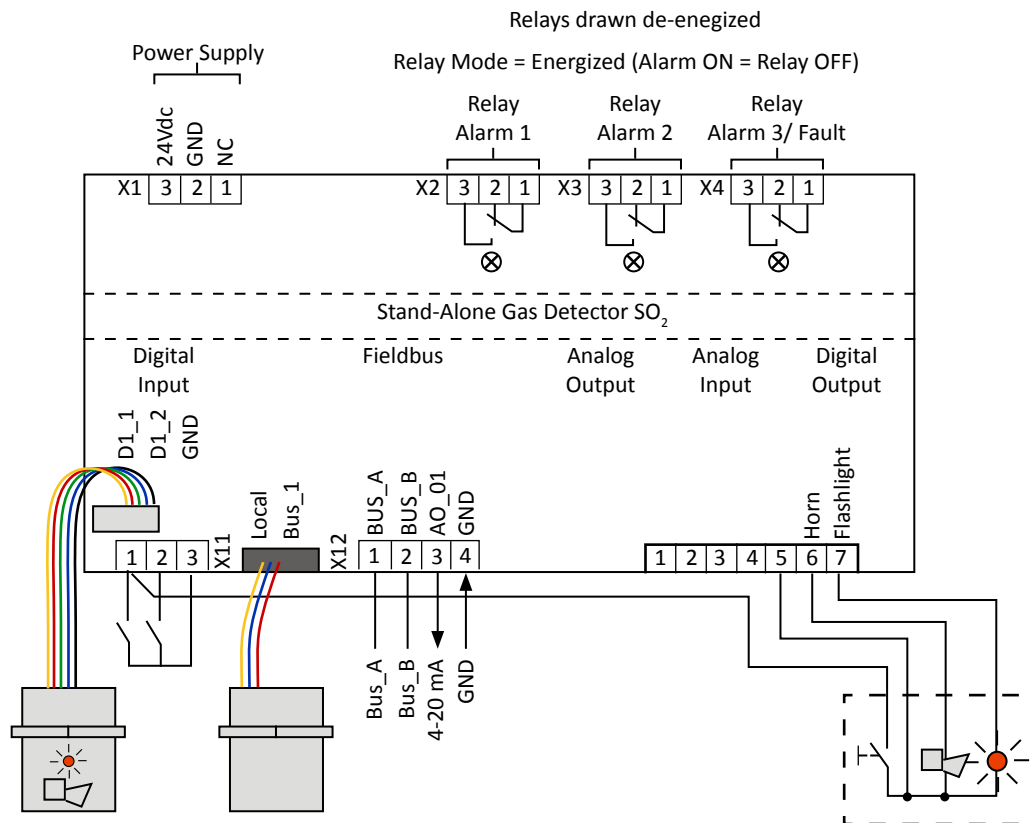 Relays drawn de-enegized
Relay Mode = Energized (Alarm ON = Relay OFF)
Power Supply
24Vdc
GND
NC
Relay
Alarm 1
Relay
Alarm 2
Relay
Alarm 3/ Fault
X1 3 2 1
X2 3 2 1
X3 3 2 1
X4 3 2 1
Stand-Alone Gas Detector SO2
Digital
Input
Fieldbus
Analog
Output
Analog
Input
Digital
Output
D1_1
D1_2
GND
Local
Bus_1
BUS_A
BUS_B
AO_01
GND
Horn
Flashlight
1 2 3 X11
X12 1 2 3 4
1 2 3 4 5 6 7
Bus_A
Bus_B
4-20 mA
GND